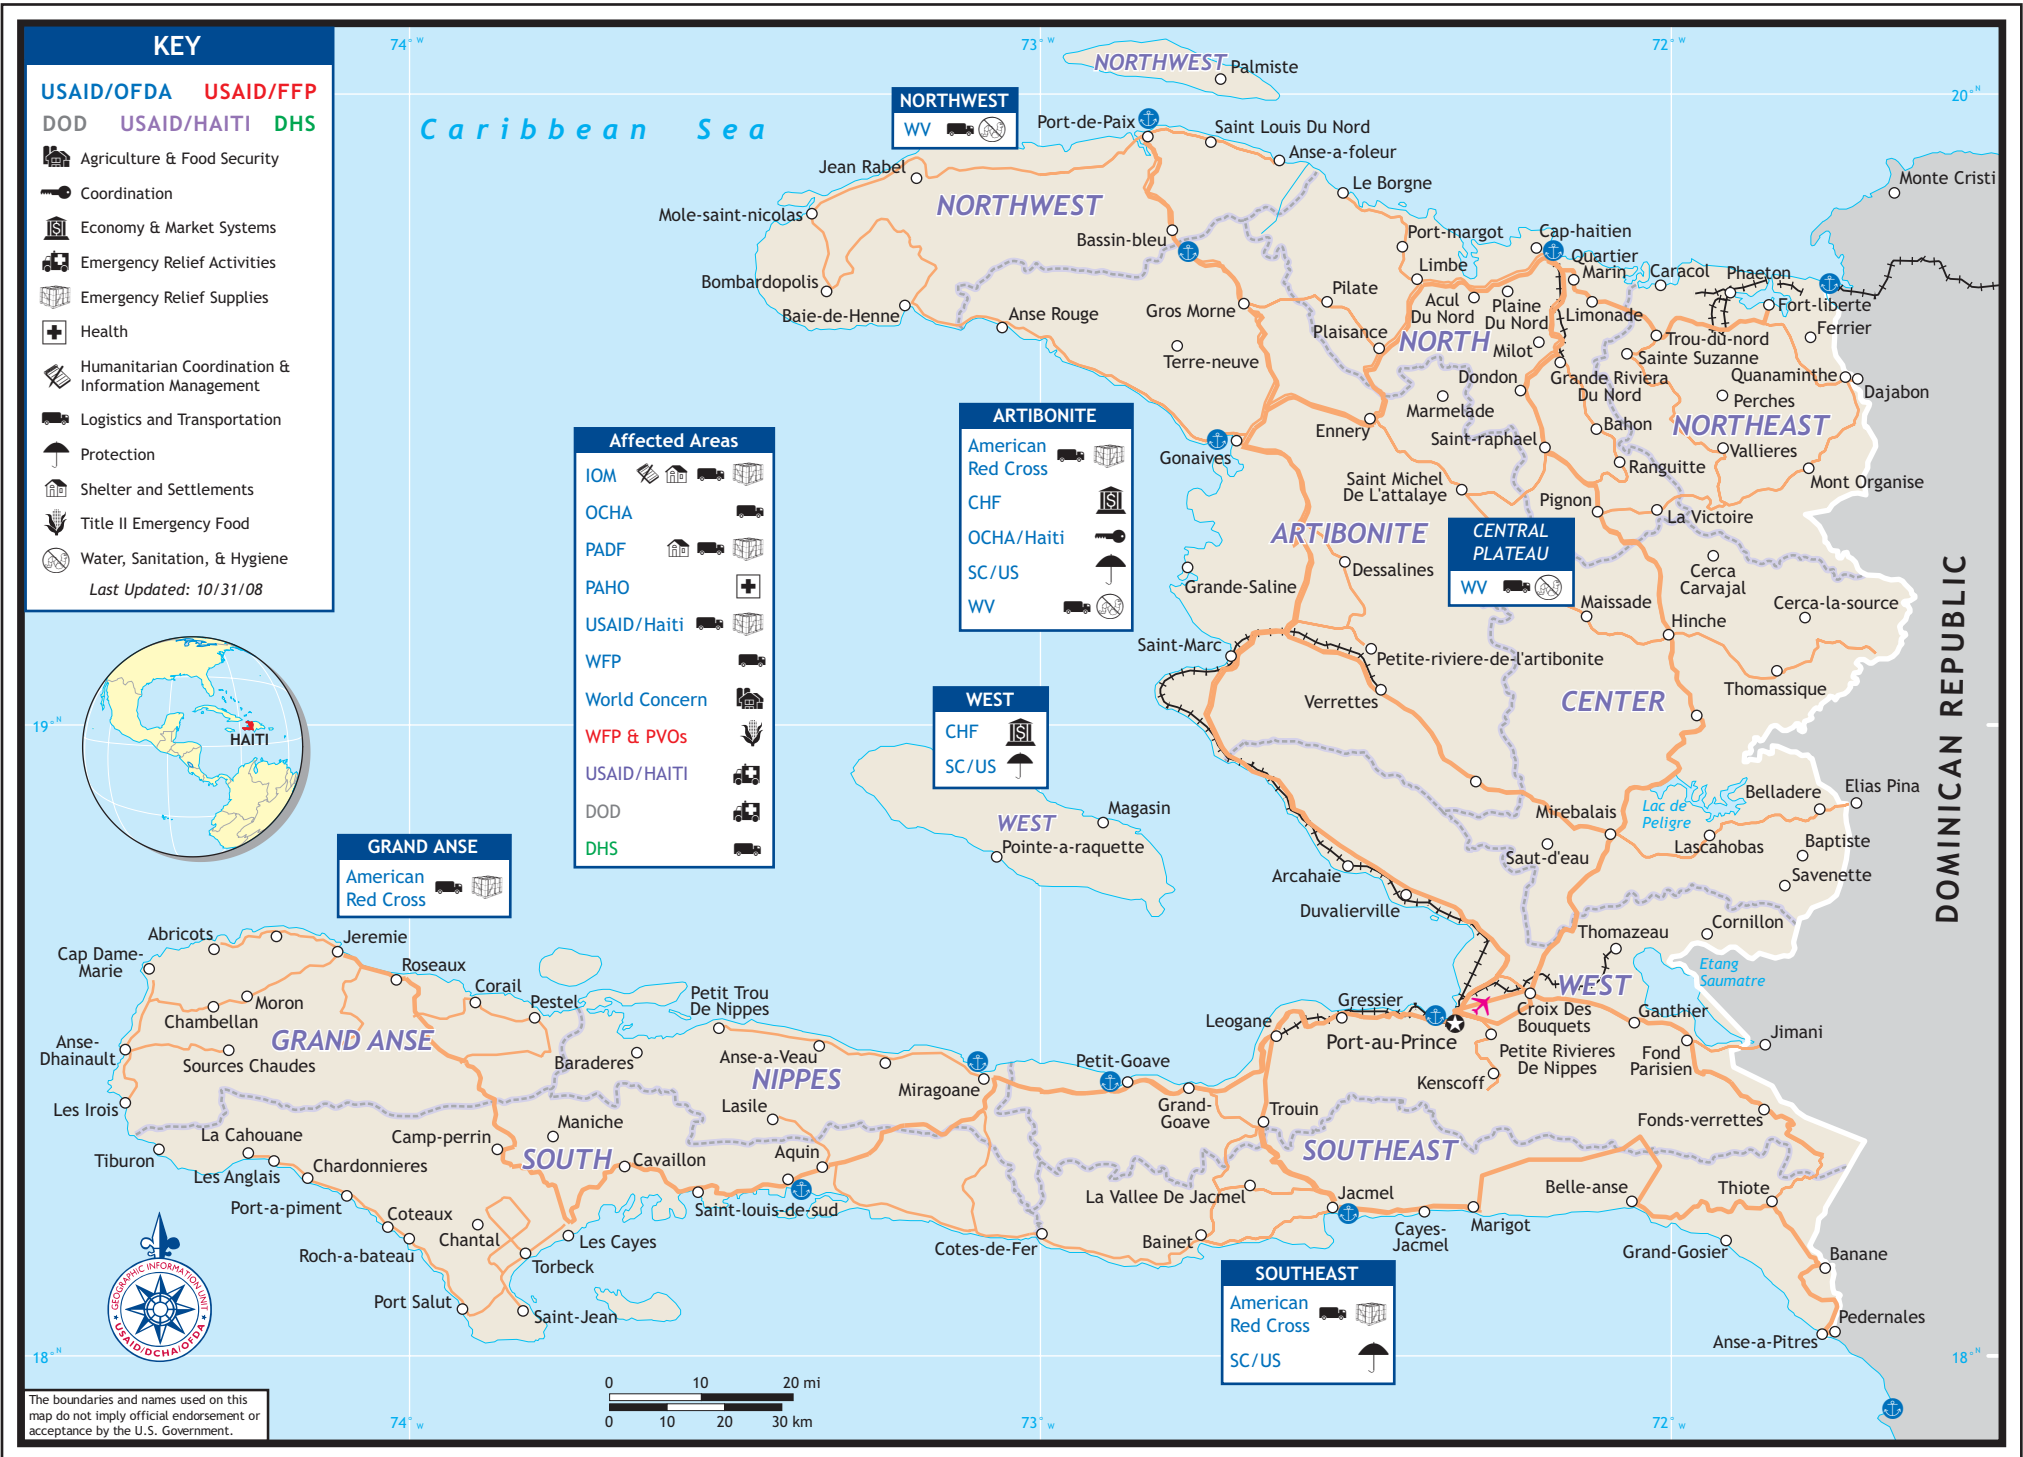 KEY
USAID/OFDA USAID/FFP
DOD USAID/HAITI DHS
Agriculture & Food Security
Coordination
Economy & Market Systems
Emergency Relief Activities
Emergency Relief Supplies
Health
Humanitarian Coordination &
Information Management
Logistics and Transportation
Protection
Shelter and Settlements
Title II Emergency Food
Water, Sanitation, & Hygiene
Last Updated: 10/31/08
74° W
73° W
72° W
20° N
19° N
18° N
18° N
74° W
73° W
72° W
Caribbean Sea
HAITI
NORTHWEST
WV
Affected Areas
IOM
OCHA
PADF
PAHO
USAID/Haiti
WFP
World Concern
WFP & PVOs
USAID/HAITI
DOD
DHS
ARTIBONITE
American
Red Cross
CHF
OCHA/Haiti
SC/US
WV
CENTRAL
PLATEAU
WV
WEST
CHF
SC/US
GRAND ANSE
American
Red Cross
SOUTHEAST
American
Red Cross
SC/US
NORTHWEST
Palmiste
Port-de-Paix
Saint Louis Du Nord
Anse-a-foleur
Jean Rabel
Le Borgne
Monte Cristi
NORTHWEST
Mole-saint-nicolas
Bassin-bleu
Port-margot
Cap-haitien
Quartier
Marin
Caracol
Phaeton
Limbe
Bombardopolis
Pilate
Acul
Du Nord
Plaine
Du Nord
Limonade
Fort-liberte
Baie-de-Henne
Anse Rouge
Gros Morne
Plaisance
NORTH
Milot
Trou-du-nord
Ferrier
Terre-neuve
Sainte Suzanne
Dondon
Grande Riviera
Du Nord
Quanaminthe
Dajabon
Marmelade
Perches
Ennery
Saint-raphael
Bahon
NORTHEAST
Gonaives
Vallieres
Ranguitte
Saint Michel
De L'attalaye
Mont Organise
Pignon
La Victoire
ARTIBONITE
Dessalines
Cerca
Carvajal
Grande-Saline
Maissade
Cerca-la-source
Hinche
Saint-Marc
Petite-riviere-de-l'artibonite
Verrettes
CENTER
Thomassique
DOMINICAN REPUBLIC
Lac de
Peligre
Belladere
Elias Pina
Mirebalais
Magasin
WEST
Pointe-a-raquette
Saut-d'eau
Lascahobas
Baptiste
Arcahaie
Savenette
Duvalierville
Cornillon
Thomazeau
Etang
Saumatre
WEST
Abricots
Jeremie
Cap Dame-
Marie
Roseaux
Corail
Moron
Pestel
Petit Trou
De Nippes
Chambellan
GRAND ANSE
Gressier
Leogane
Croix Des
Bouquets
Ganthier
Jimani
Anse-
Dhainault
Sources Chaudes
Baraderes
Anse-a-Veau
NIPPES
Port-au-Prince
Petite Rivieres
De Nippes
Fond
Parisien
Petit-Goave
Miragoane
Kenscoff
Les Irois
Lasile
Grand-
Goave
Trouin
Fonds-verrettes
La Cahouane
Maniche
Camp-perrin
Tiburon
SOUTH
Cavaillon
Aquin
SOUTHEAST
Les Anglais
Chardonnieres
Port-a-piment
Saint-louis-de-sud
La Vallee De Jacmel
Jacmel
Belle-anse
Thiote
Coteaux
Chantal
Les Cayes
Cotes-de-Fer
Bainet
Cayes-
Jacmel
Marigot
Roch-a-bateau
Torbeck
Grand-Gosier
Banane
Port Salut
Saint-Jean
Pedernales
Anse-a-Pitres
GEOGRAPHIC INFORMATION UNIT
USAID/DCHA/OFDA
0 10 20 mi
0 10 20 30 km
The boundaries and names used on this
map do not imply official endorsement or
acceptance by the U.S. Government.